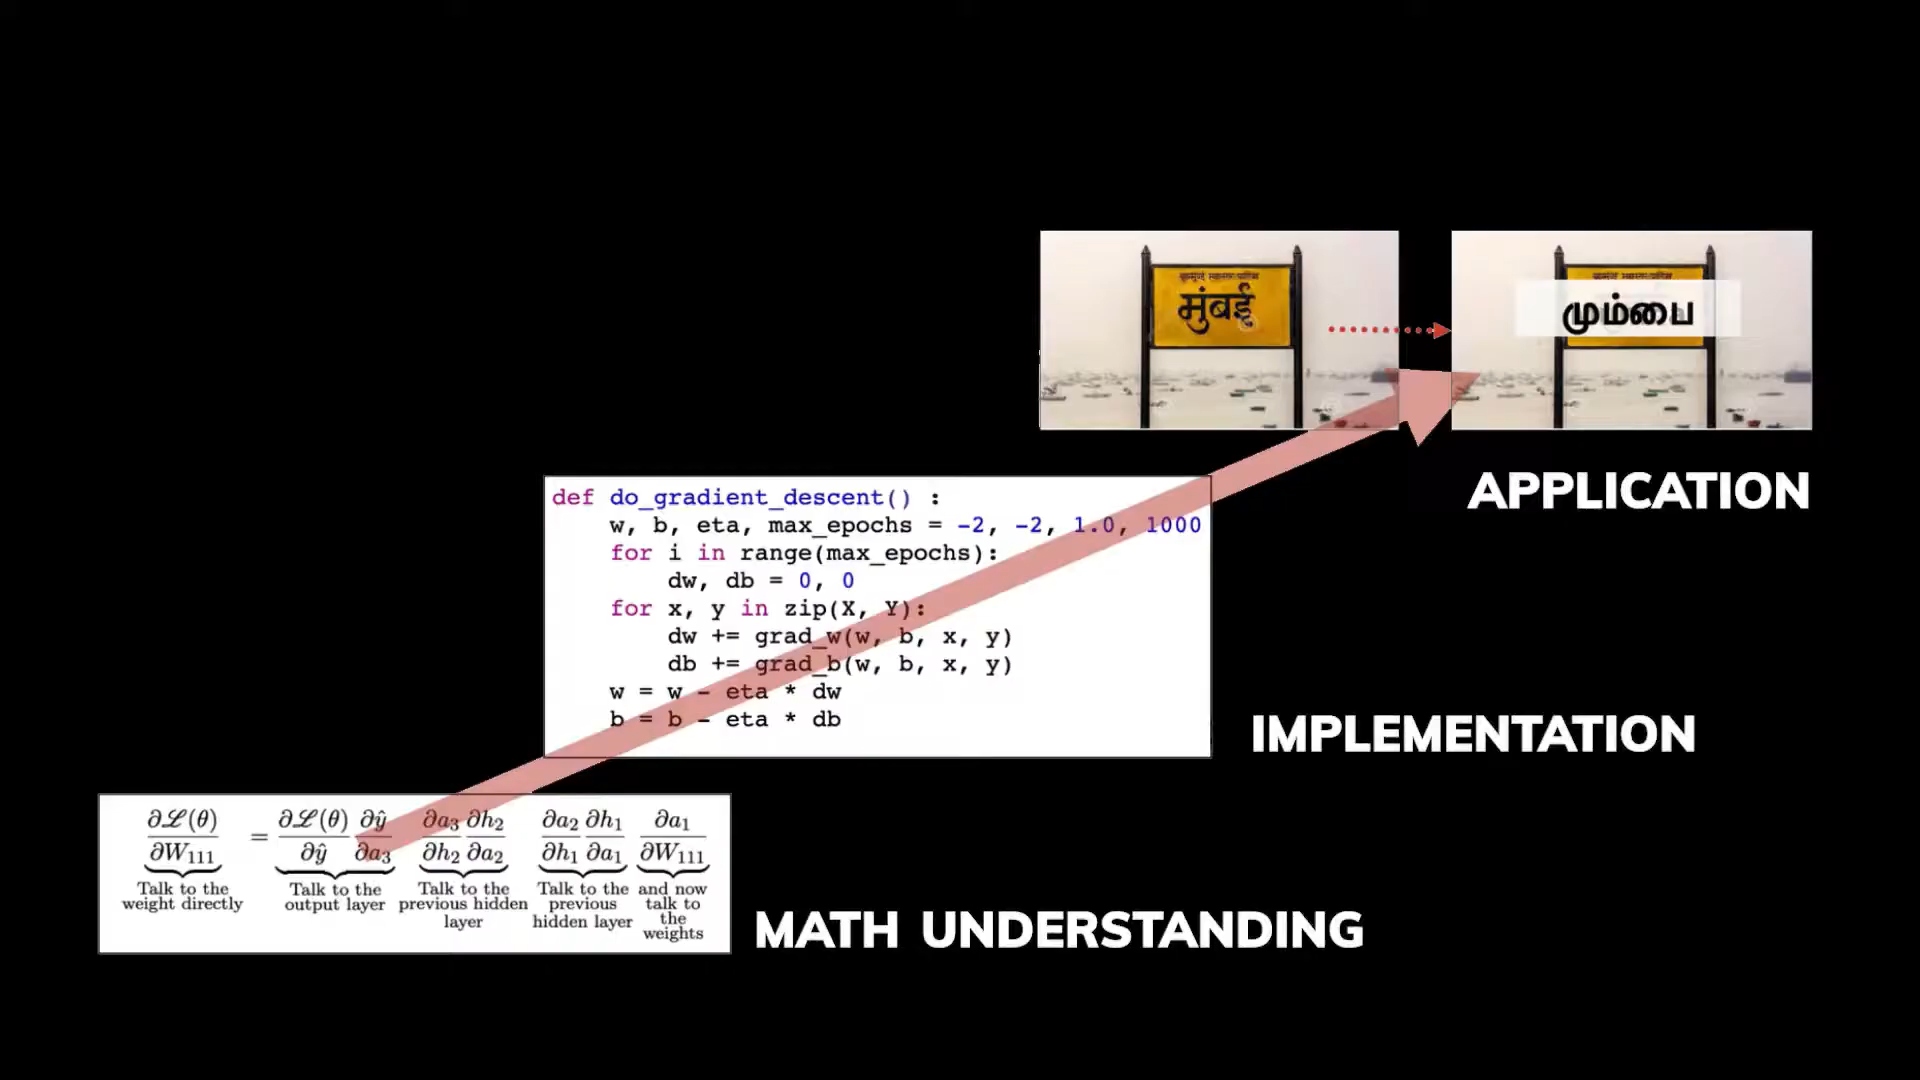 मुंबई
மும்பை
APPLICATION
def do_gradient_descent() :
    w, b, eta, max_epochs = -2, -2, 1.0, 1000
    for i in range(max_epochs):
        dw, db = 0, 0
    for x, y in zip(X, Y):
        dw += grad_w(w, b, x, y)
        db += grad_b(w, b, x, y)
    w = w - eta * dw
    b = b - eta * db
IMPLEMENTATION
∂ℒ(θ)/∂W₁₁₁ = ∂ℒ(θ)/∂ŷ ∂ŷ/∂a₃ ∂a₃/∂h₂ ∂h₂/∂a₂ ∂a₂/∂h₁ ∂h₁/∂a₁ ∂a₁/∂W₁₁₁
Talk to the
weight directly
Talk to the
output layer
Talk to the
previous hidden
layer
Talk to the
previous
hidden layer
and now
talk to
the
weights
MATH UNDERSTANDING